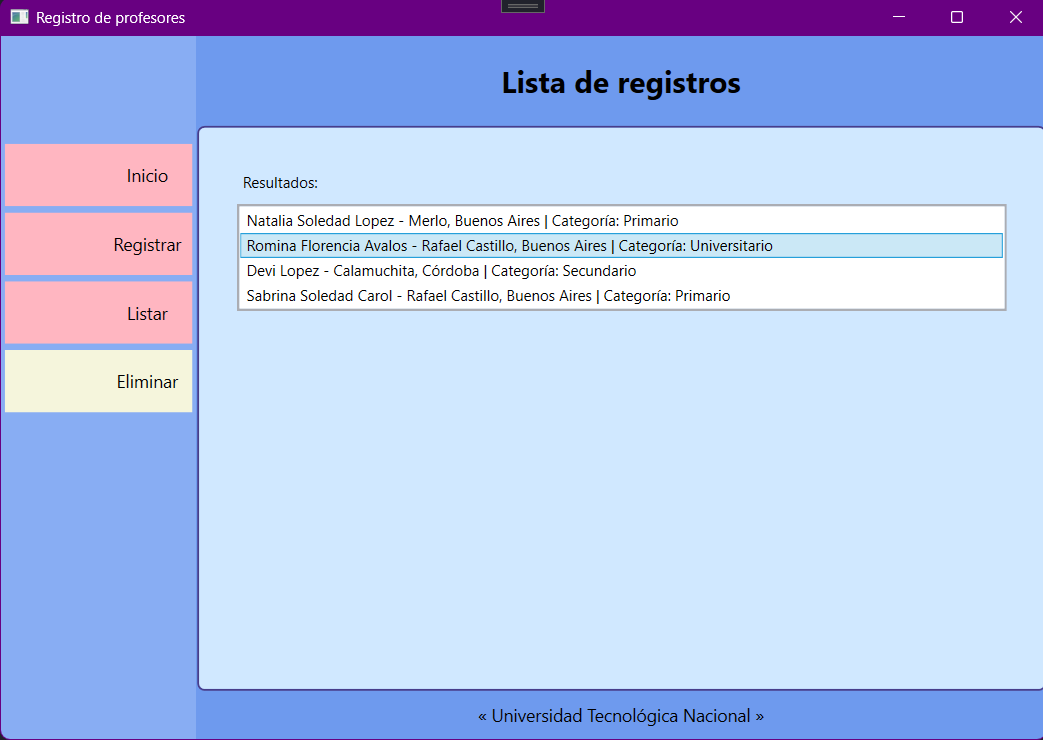 Registro de profesores
Lista de registros
Inicio
Registrar
Listar
Eliminar
Resultados:
Natalia Soledad Lopez - Merlo, Buenos Aires | Categoría: Primario
Romina Florencia Avalos - Rafael Castillo, Buenos Aires | Categoría: Universitario
Devi Lopez - Calamuchita, Córdoba | Categoría: Secundario
Sabrina Soledad Carol - Rafael Castillo, Buenos Aires | Categoría: Primario
« Universidad Tecnológica Nacional »